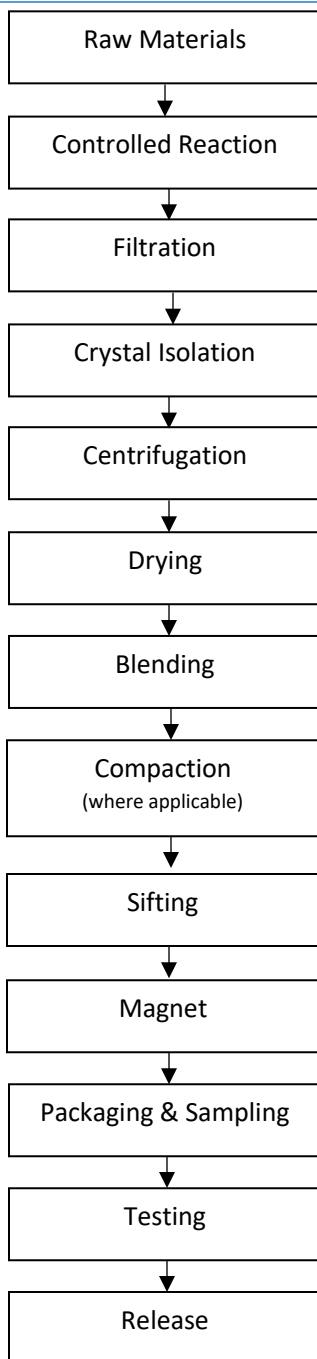 Raw Materials
Controlled Reaction
Filtration
Crystal Isolation
Centrifugation
Drying
Blending
Compaction
(where applicable)
Sifting
Magnet
Packaging & Sampling
Testing
Release